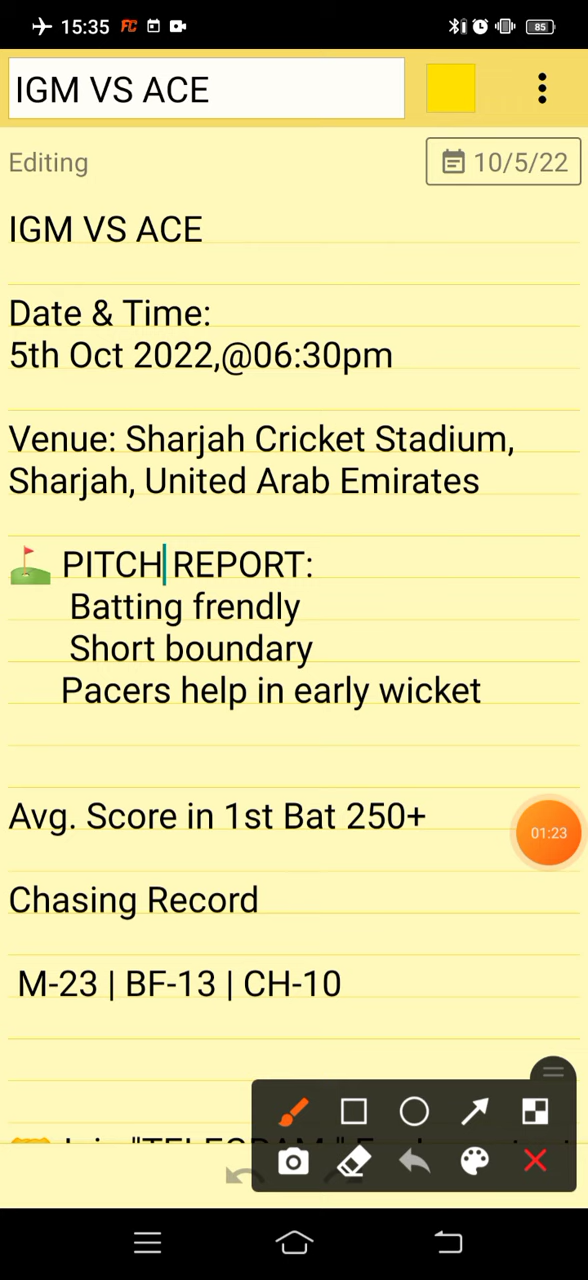 15:35 FC 85
IGM VS ACE
Editing 10/5/22
IGM VS ACE
Date & Time:
5th Oct 2022,@06:30pm
Venue: Sharjah Cricket Stadium,
Sharjah, United Arab Emirates
PITCH REPORT:
Batting frendly
Short boundary
Pacers help in early wicket
Avg. Score in 1st Bat 250+
01:23
Chasing Record
M-23 | BF-13 | CH-10